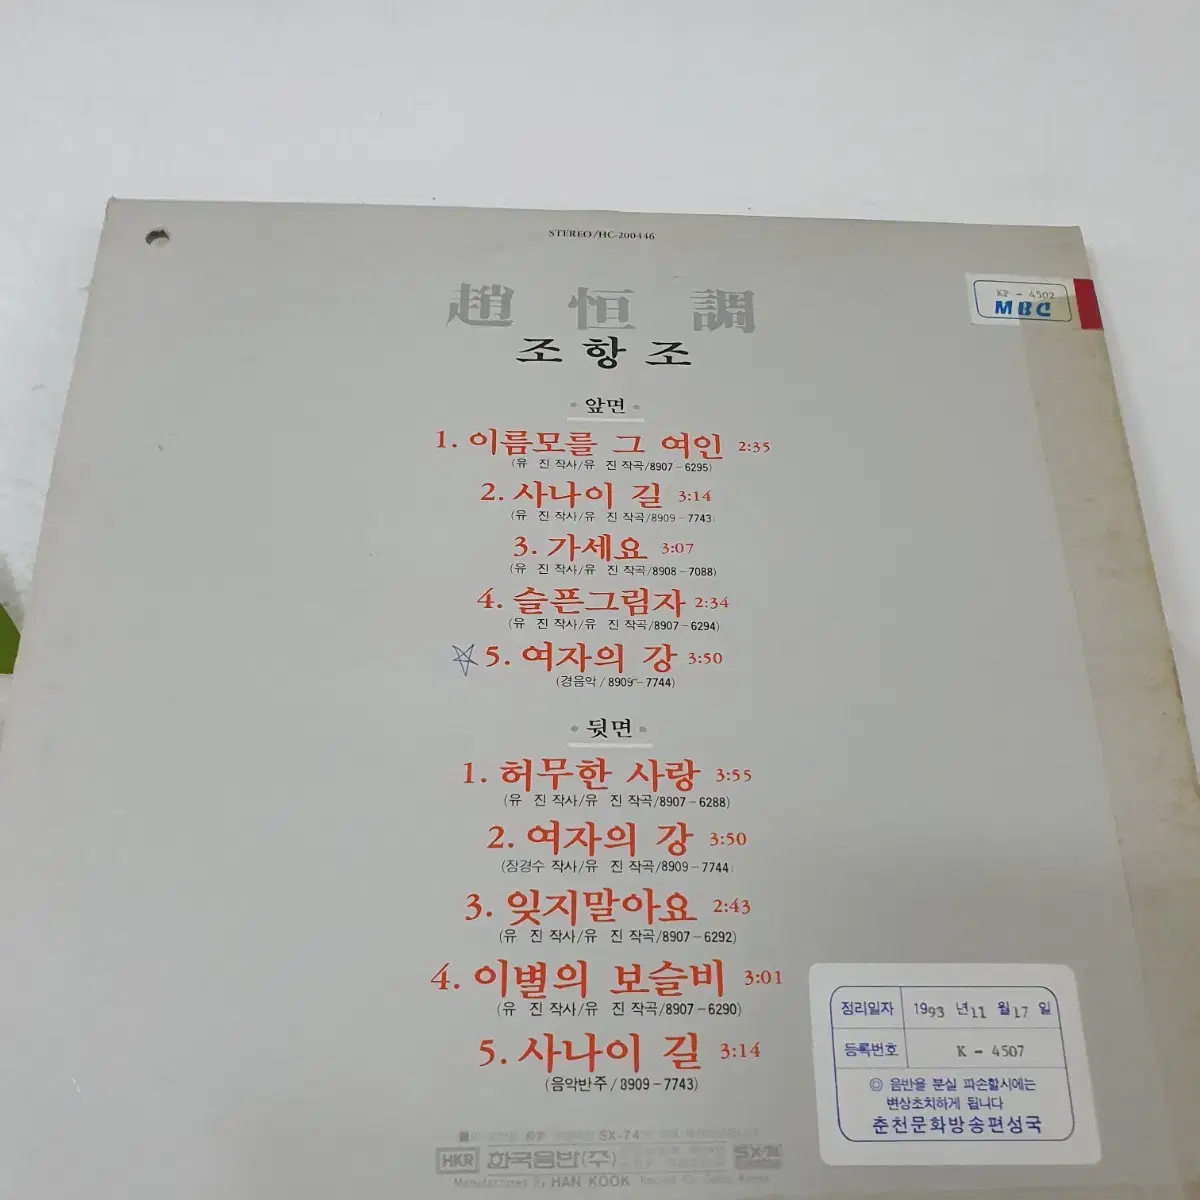 STEREO/HC-200446
KP - 4502
MBC
趙 恒 調
조 항 조
• 앞면 •
1. 이름모를 그 여인 2:35
(유 진 작사/유 진 작곡/8907-6295)
2. 사나이 길 3:14
(유 진 작사/유 진 작곡/8909-7743)
3. 가세요 3:07
(유 진 작사/유 진 작곡/8908-7088)
4. 슬픈그림자 2:34
(유 진 작사/유 진 작곡/8907-6294)
5. 여자의 강 3:50
(경음악/8909-7744)
• 뒷면 •
1. 허무한 사랑 3:55
(유 진 작사/유 진 작곡/8907-6288)
2. 여자의 강 3:50
(장경수 작사/유 진 작곡/8909-7744)
3. 잊지말아요 2:43
(유 진 작사/유 진 작곡/8907-6292)
4. 이별의 보슬비 3:01
(유 진 작사/유 진 작곡/8907-6290)
5. 사나이 길 3:14
(음악반주/8909-7743)
SX-74
HKR 한국음반(주) SX-74
Manufactured By HAN KOOK Record Co Seoul Korea
정리일자 1993 년 11 월 17 일
등록번호 K - 4507
◎ 음반을 분실 파손할시에는
변상조치하게 됩니다
춘천문화방송편성국